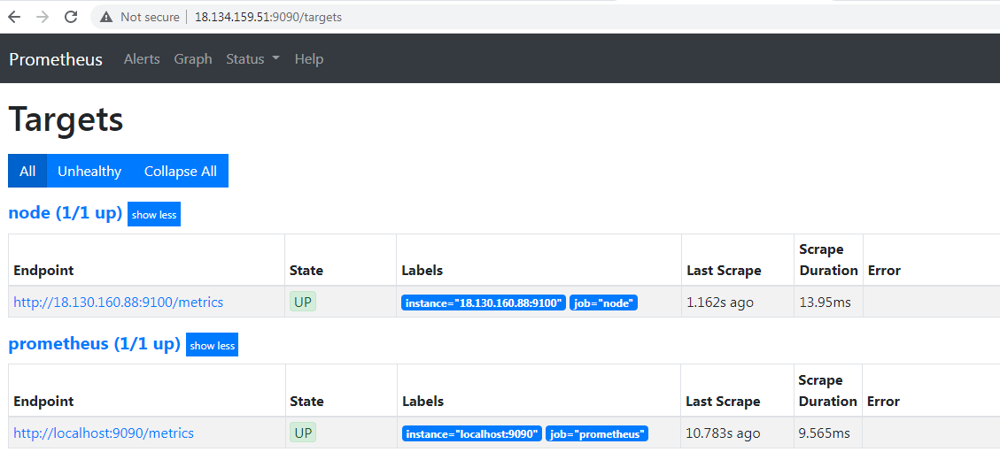 Not secure | 18.134.159.51:9090/targets
Prometheus Alerts Graph Status Help
Targets
All Unhealthy Collapse All
node (1/1 up) show less
Endpoint State Labels Last Scrape Scrape Duration Error
http://18.130.160.88:9100/metrics UP instance="18.130.160.88:9100" job="node" 1.162s ago 13.95ms
prometheus (1/1 up) show less
Endpoint State Labels Last Scrape Scrape Duration Error
http://localhost:9090/metrics UP instance="localhost:9090" job="prometheus" 10.783s ago 9.565ms